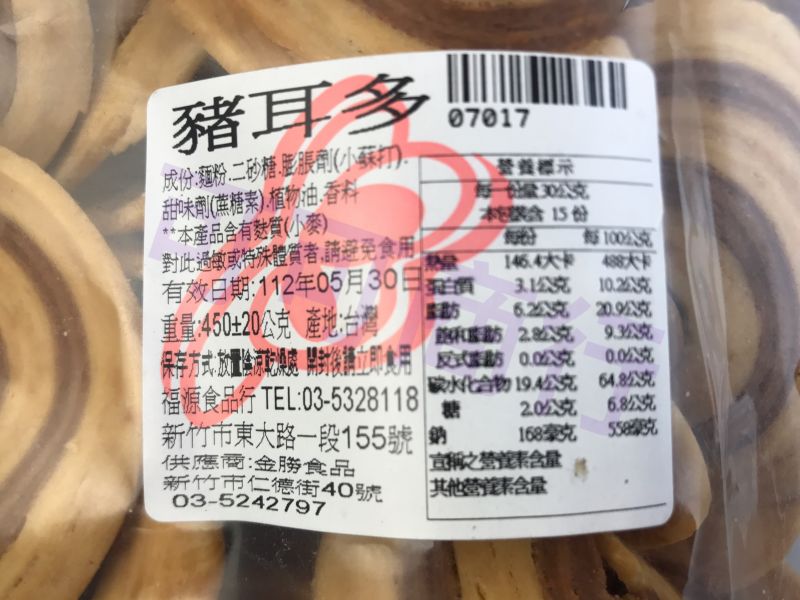 豬耳多
07017
成份:麵粉.二砂糖.膨脹劑(小蘇打).
甜味劑(蔗糖素).植物油.香料
**本產品含有麩質(小麥)
對此過敏或特殊體質者,請避免食用
有效日期:112年05月30日
重量:450±20公克 產地:台灣
保存方式:放置陰涼乾燥處 開封後請立即食用
福源食品行TEL:03-5328118
新竹市東大路一段155號
供應商:金勝食品
新竹市仁德街40號
03-5242797
營養標示
每一份量30公克
本包裝含 15 份
每份 每100公克
熱量 146.4大卡 488大卡
蛋白質 3.1公克 10.2公克
脂肪 6.2公克 20.9公克
飽和脂肪 2.8公克 9.3公克
反式脂肪 0.0公克 0.0公克
碳水化合物 19.4公克 64.8公克
糖 2.0公克 6.8公克
鈉 168毫克 558毫克
宣稱之營養素含量
其他營養素含量